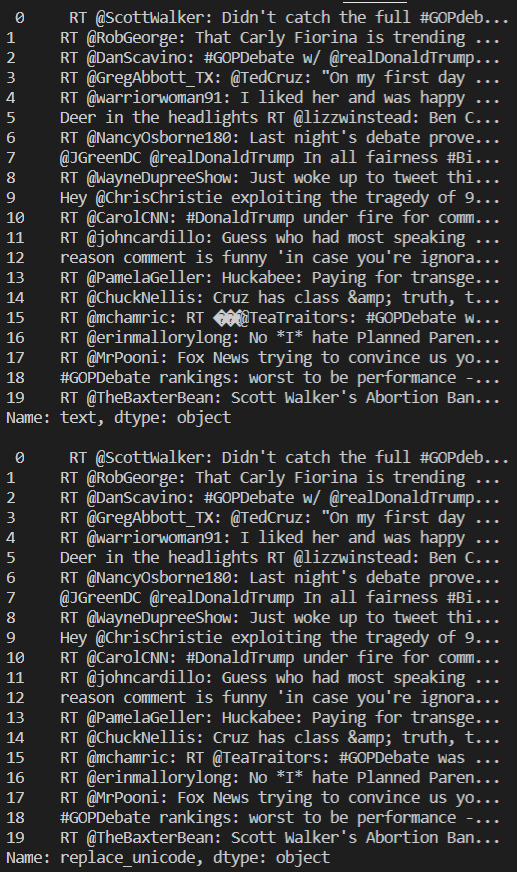 0 RT @ScottWalker: Didn't catch the full #GOPdeb...
1 RT @RobGeorge: That Carly Fiorina is trending ...
2 RT @DanScavino: #GOPDebate w/ @realDonaldTrump...
3 RT @GregAbbott_TX: @TedCruz: "On my first day ...
4 RT @warriorwoman91: I liked her and was happy ...
5 Deer in the headlights RT @lizzwinstead: Ben C...
6 RT @NancyOsborne180: Last night's debate prove...
7 @JGreenDC @realDonaldTrump In all fairness #Bi...
8 RT @WayneDupreeShow: Just woke up to tweet thi...
9 Hey @ChrisChristie exploiting the tragedy of 9...
10 RT @CarolCNN: #DonaldTrump under fire for comm...
11 RT @johncardillo: Guess who had most speaking ...
12 reason comment is funny 'in case you're ignora...
13 RT @PamelaGeller: Huckabee: Paying for transge...
14 RT @ChuckNellis: Cruz has class &amp; truth, t...
15 RT @mchamric: RT ���@TeaTraitors: #GOPDebate w...
16 RT @erinmallorylong: No *I* hate Planned Paren...
17 RT @MrPooni: Fox News trying to convince us yo...
18 #GOPDebate rankings: worst to be performance -...
19 RT @TheBaxterBean: Scott Walker's Abortion Ban...
Name: text, dtype: object
0 RT @ScottWalker: Didn't catch the full #GOPdeb...
1 RT @RobGeorge: That Carly Fiorina is trending ...
2 RT @DanScavino: #GOPDebate w/ @realDonaldTrump...
3 RT @GregAbbott_TX: @TedCruz: "On my first day ...
4 RT @warriorwoman91: I liked her and was happy ...
5 Deer in the headlights RT @lizzwinstead: Ben C...
6 RT @NancyOsborne180: Last night's debate prove...
7 @JGreenDC @realDonaldTrump In all fairness #Bi...
8 RT @WayneDupreeShow: Just woke up to tweet thi...
9 Hey @ChrisChristie exploiting the tragedy of 9...
10 RT @CarolCNN: #DonaldTrump under fire for comm...
11 RT @johncardillo: Guess who had most speaking ...
12 reason comment is funny 'in case you're ignora...
13 RT @PamelaGeller: Huckabee: Paying for transge...
14 RT @ChuckNellis: Cruz has class &amp; truth, t...
15 RT @mchamric: RT @TeaTraitors: #GOPDebate was ...
16 RT @erinmallorylong: No *I* hate Planned Paren...
17 RT @MrPooni: Fox News trying to convince us yo...
18 #GOPDebate rankings: worst to be performance -...
19 RT @TheBaxterBean: Scott Walker's Abortion Ban...
Name: replace_unicode, dtype: object